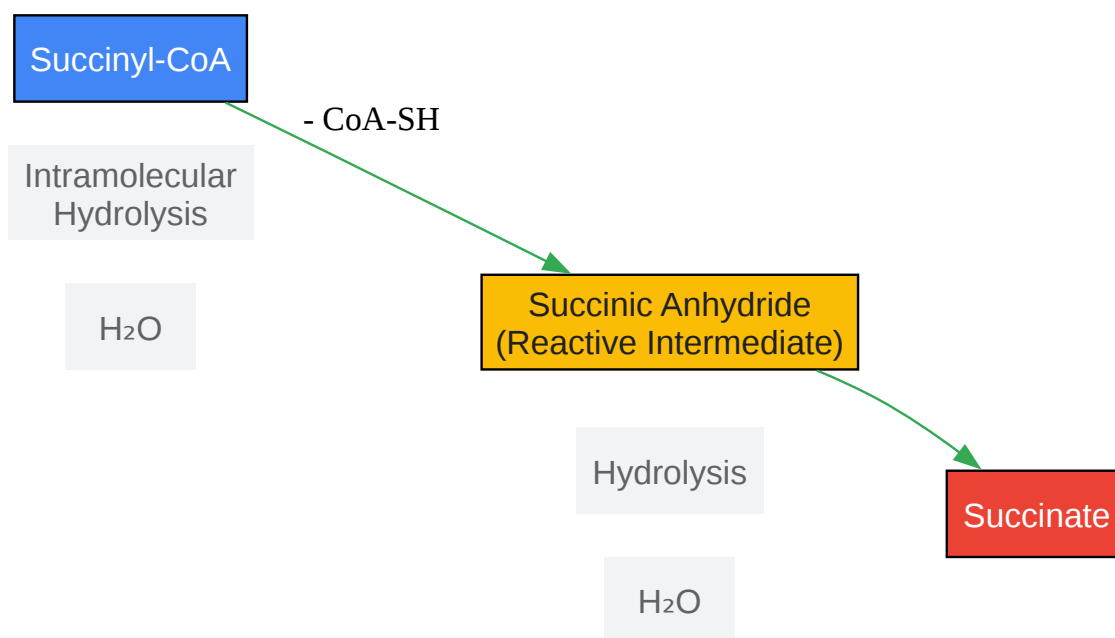 Succinyl-CoA
- CoA-SH
Intramolecular
Hydrolysis
H₂O
Succinic Anhydride
(Reactive Intermediate)
Hydrolysis
Succinate
H₂O